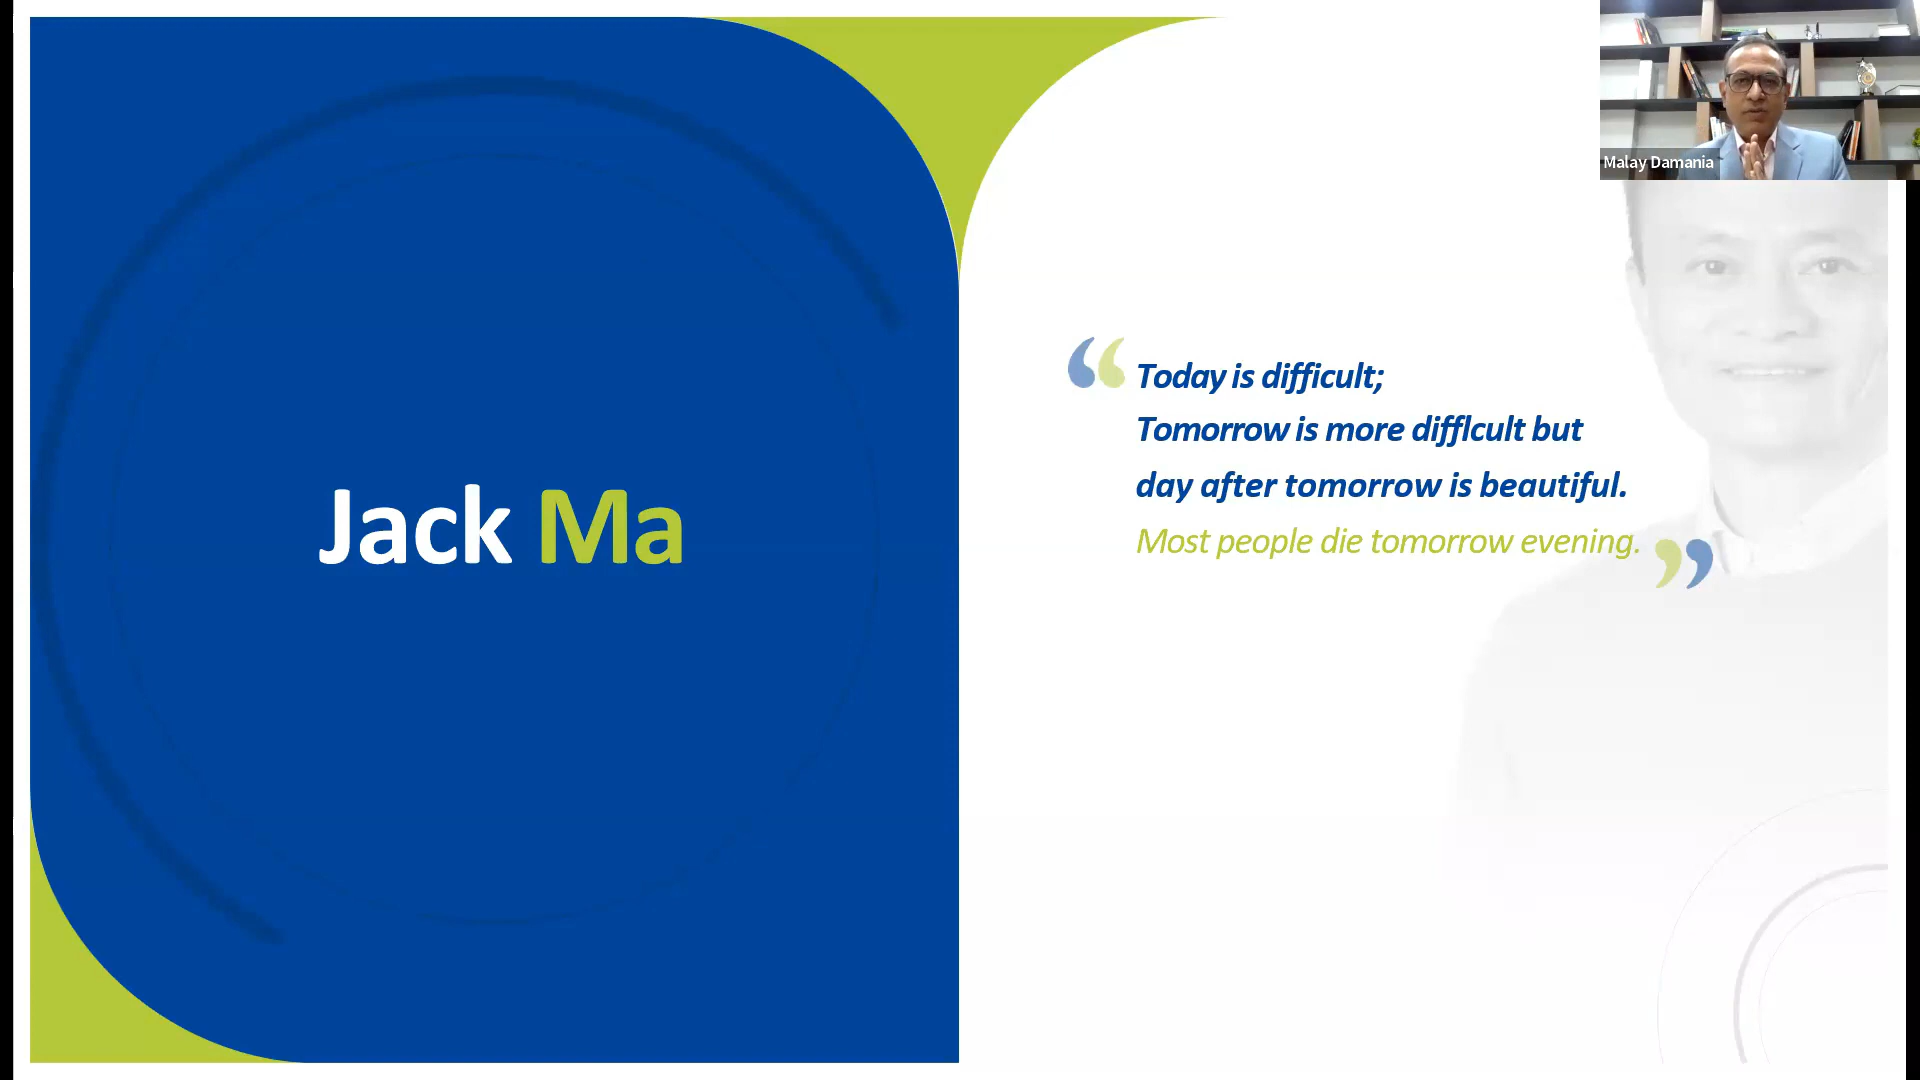 Malay Damania
Jack Ma
“Today is difficult;
Tomorrow is more difflcult but
day after tomorrow is beautiful.
Most people die tomorrow evening.”